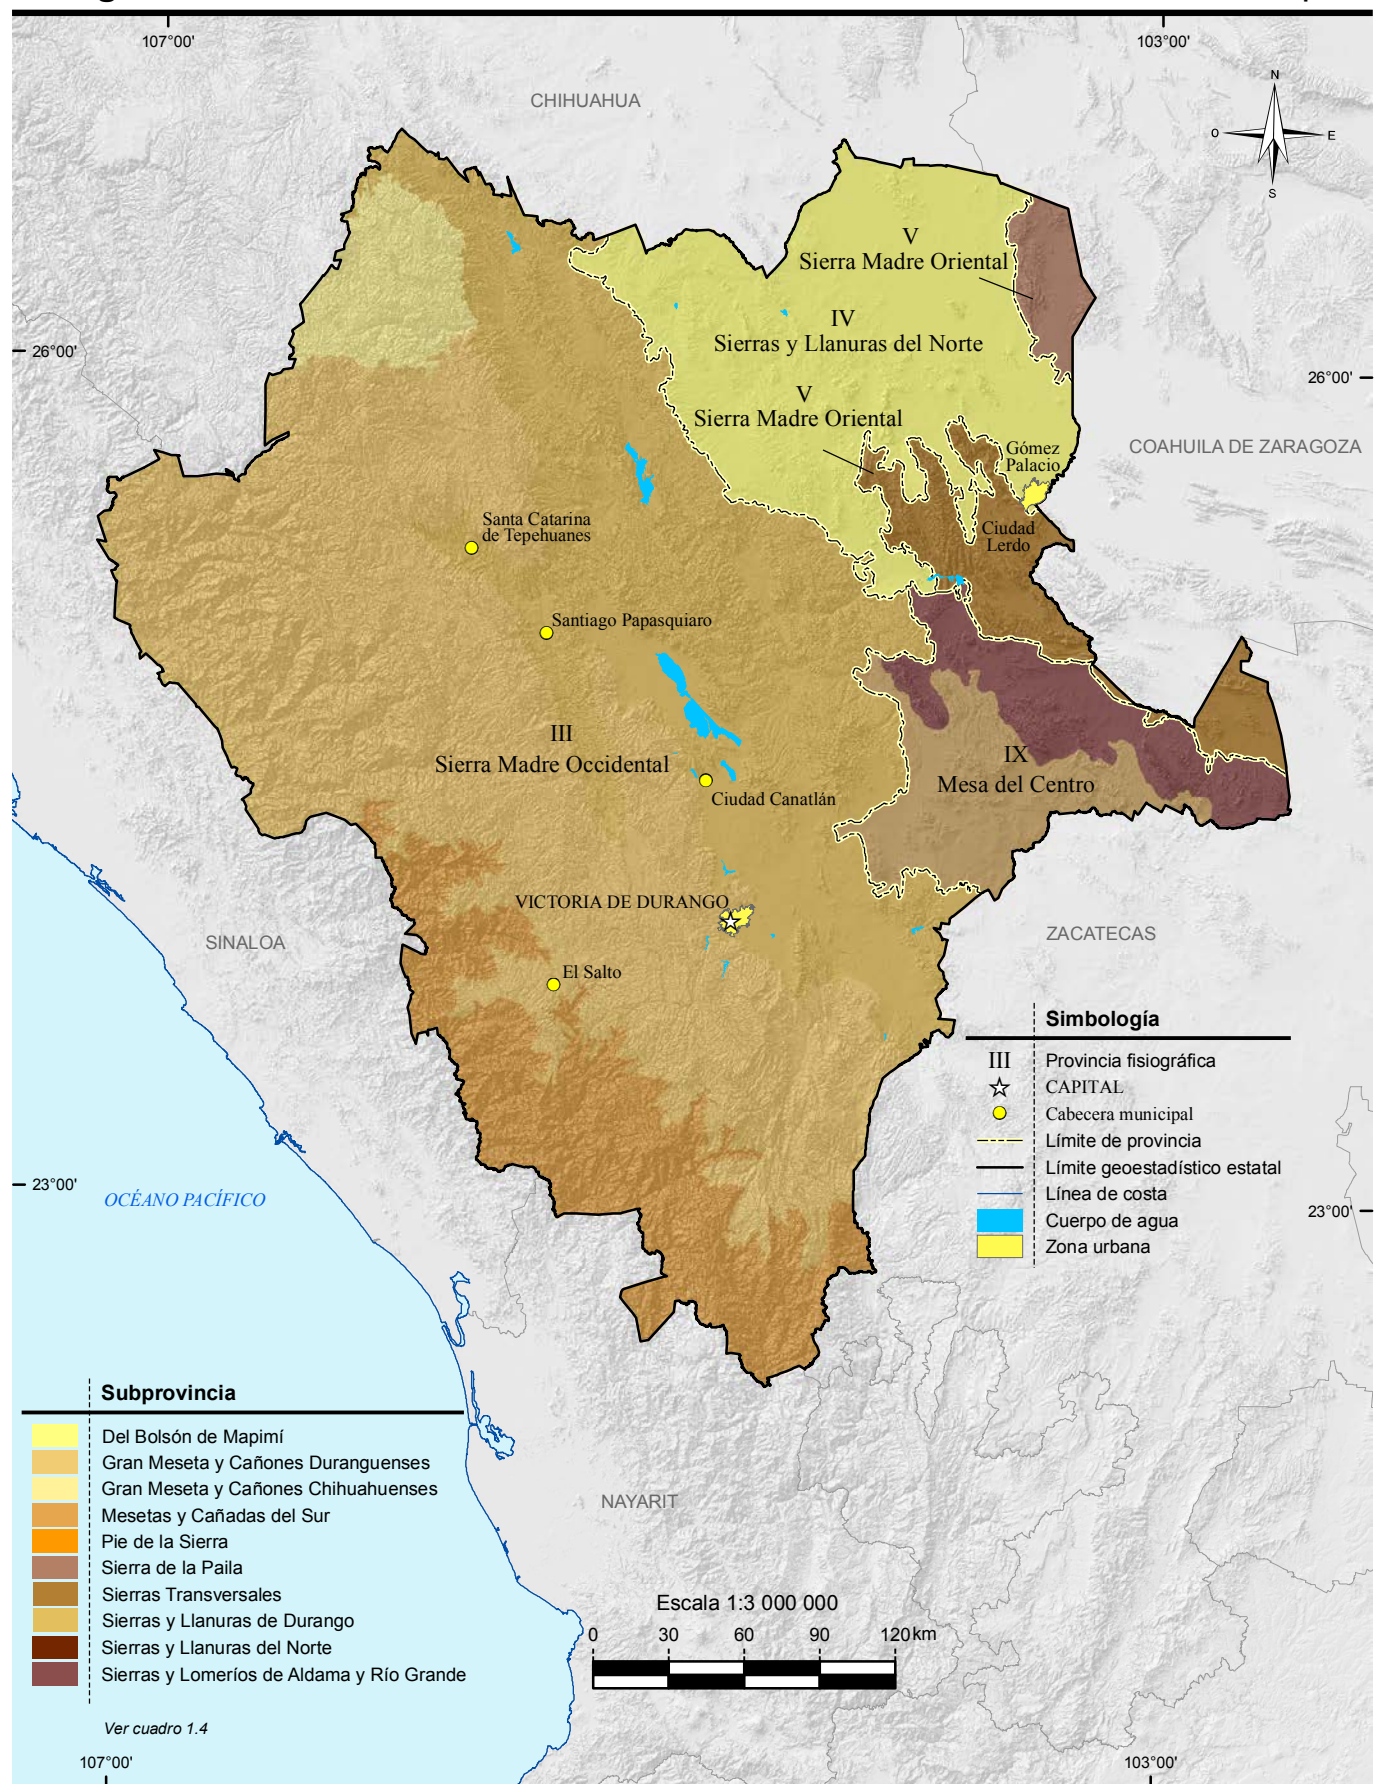 107°00'
103°00'
CHIHUAHUA
N
O
E
S
V
Sierra Madre Oriental
IV
Sierras y Llanuras del Norte
26°00'
26°00'
V
Sierra Madre Oriental
COAHUILA DE ZARAGOZA
Gómez
Palacio
Santa Catarina
de Tepehuanes
Ciudad
Lerdo
Santiago Papasquiaro
III
Sierra Madre Occidental
IX
Mesa del Centro
Ciudad Canatlán
VICTORIA DE DURANGO
SINALOA
ZACATECAS
El Salto
Simbología
III Provincia fisiográfica
CAPITAL
Cabecera municipal
Límite de provincia
Límite geoestadístico estatal
Línea de costa
Cuerpo de agua
Zona urbana
23°00'
23°00'
OCÉANO PACÍFICO
Subprovincia
Del Bolsón de Mapimí
Gran Meseta y Cañones Duranguenses
Gran Meseta y Cañones Chihuahuenses
Mesetas y Cañadas del Sur
Pie de la Sierra
Sierra de la Paila
Sierras Transversales
Sierras y Llanuras de Durango
Sierras y Llanuras del Norte
Sierras y Lomeríos de Aldama y Río Grande
Ver cuadro 1.4
NAYARIT
Escala 1:3 000 000
0 30 60 90 120 km
107°00'
103°00'